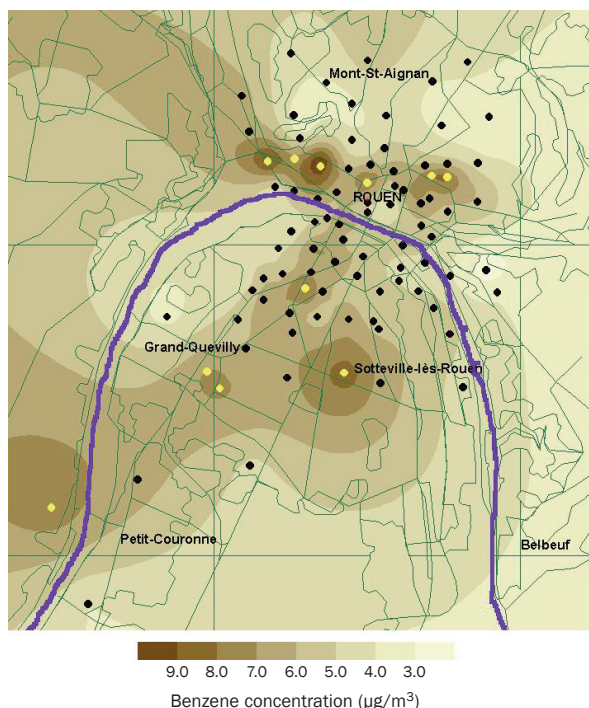 Mont-St-Aignan
ROUEN
Grand-Quevilly
Sotteville-lès-Rouen
Petit-Couronne
Belbeuf
9.0 8.0 7.0 6.0 5.0 4.0 3.0
Benzene concentration (µg/m³)